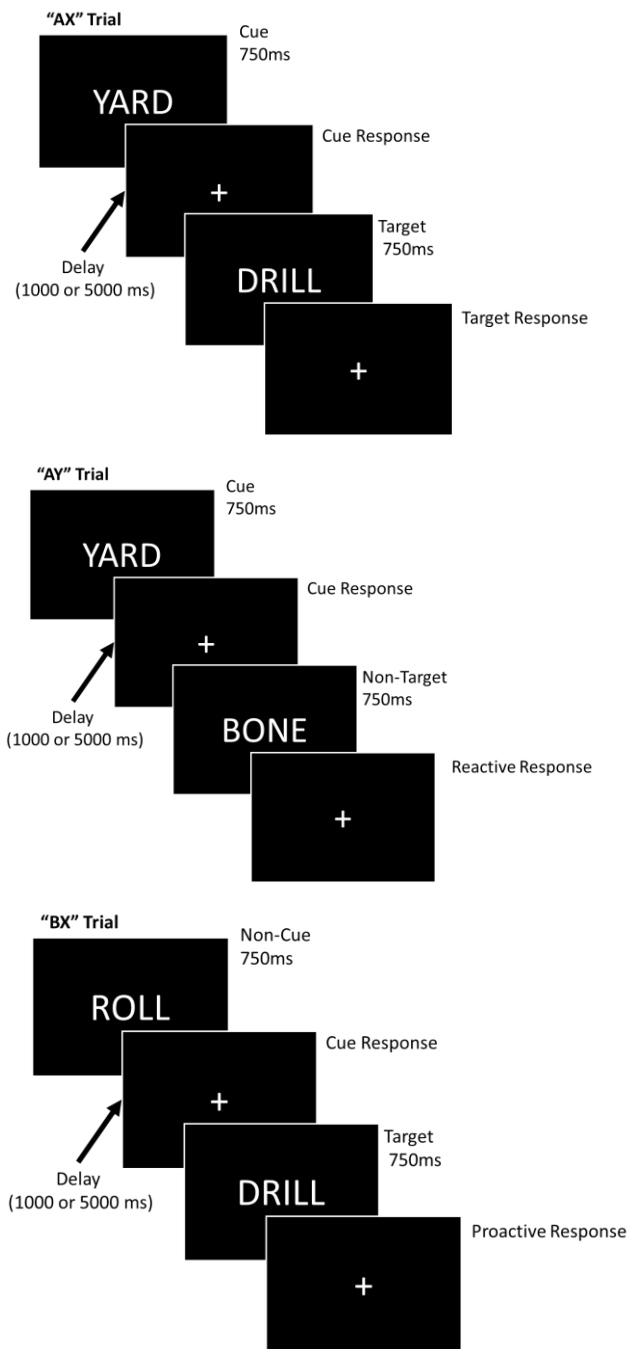 “AX” Trial
Cue
750ms
YARD
Cue Response
+
Delay
(1000 or 5000 ms)
Target
750ms
DRILL
Target Response
+
“AY” Trial
Cue
750ms
YARD
Cue Response
+
Delay
(1000 or 5000 ms)
Non-Target
750ms
BONE
Reactive Response
+
“BX” Trial
Non-Cue
750ms
ROLL
Cue Response
+
Delay
(1000 or 5000 ms)
Target
750ms
DRILL
Proactive Response
+